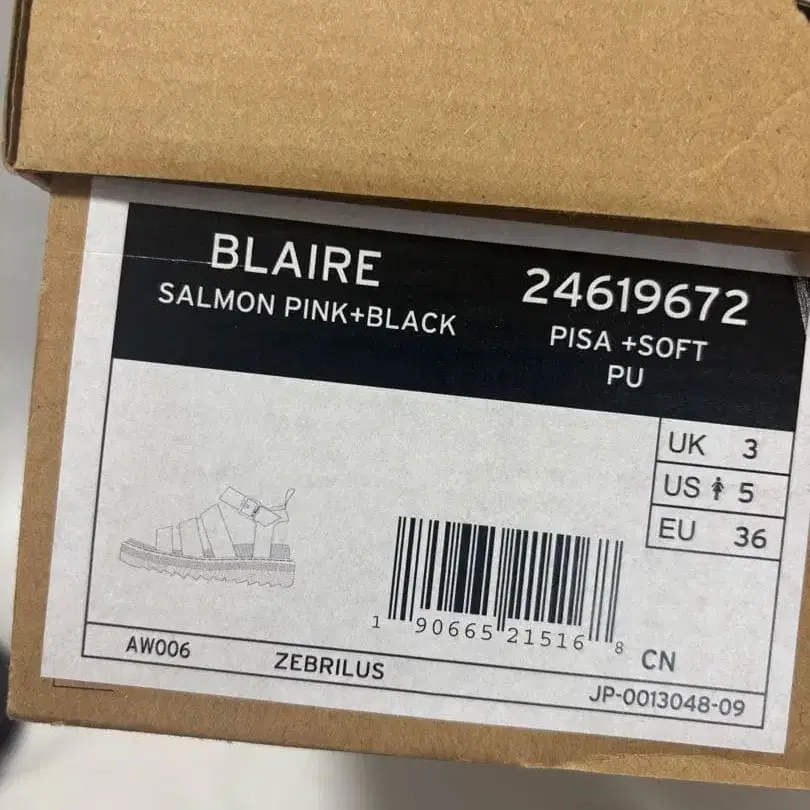 BLAIRE
SALMON PINK+BLACK
24619672
PISA +SOFT
PU
UK 3
US 5
EU 36
1 90665 21516 8
CN
AW006
ZEBRILUS
JP-0013048-09